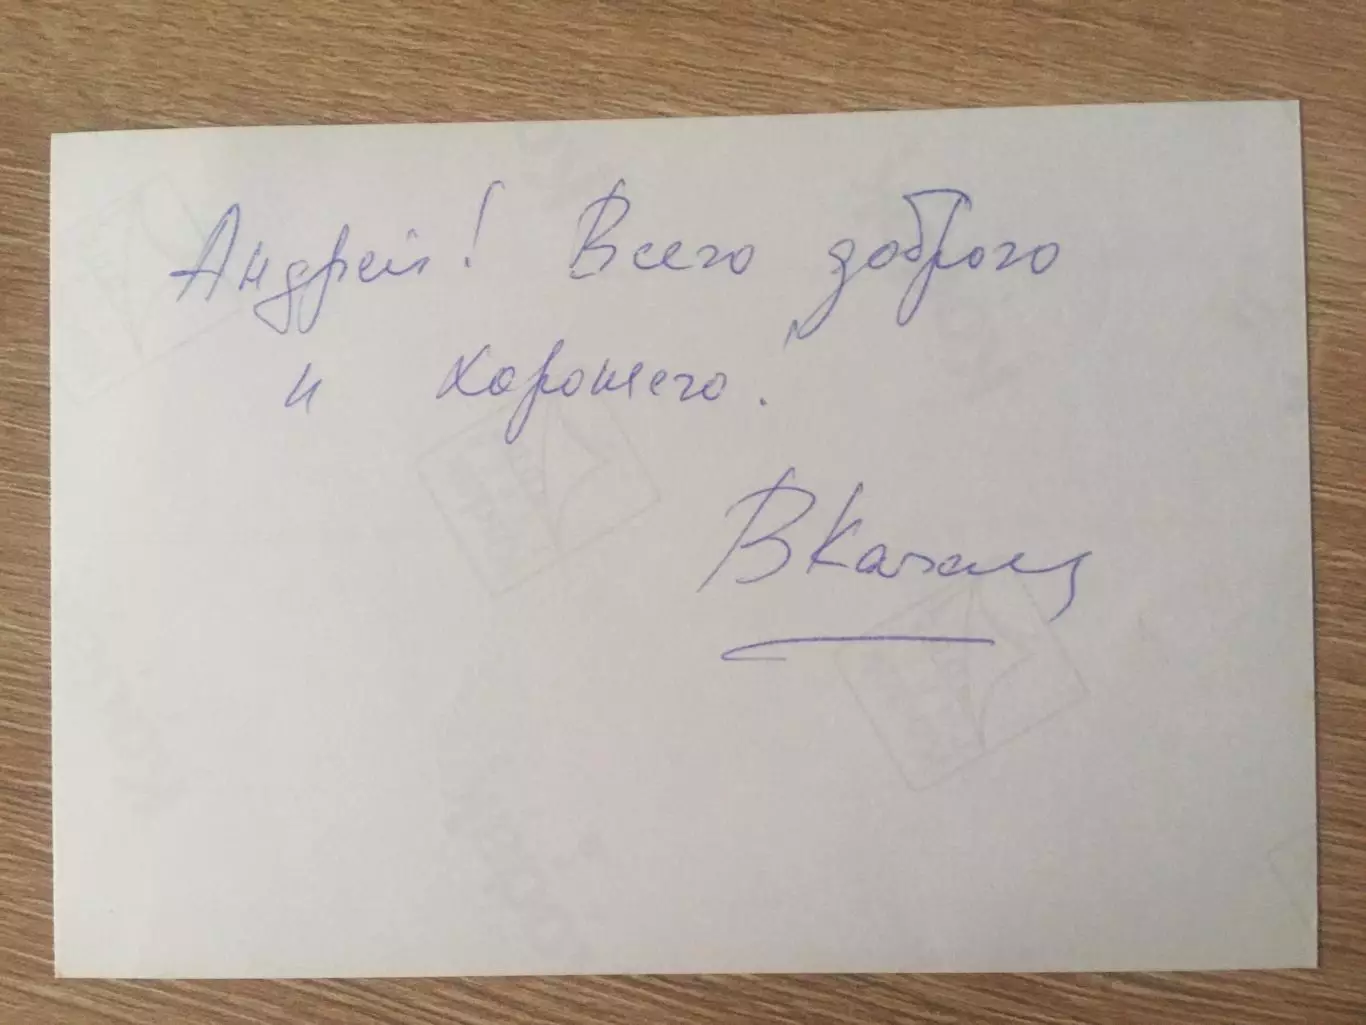 Андрей! Всего доброго
и хорошего!